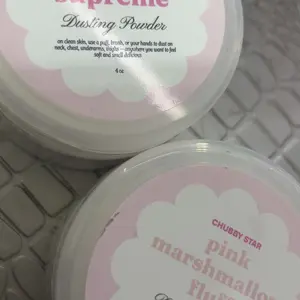 supreme
Dusting Powder
on clean skin, use a puff, brush, or your hands to dust on
neck, chest, underarms, thighs - anywhere you want to feel
soft and smell delicious.
4 oz
CHUBBY STAR
pink
marshmallow